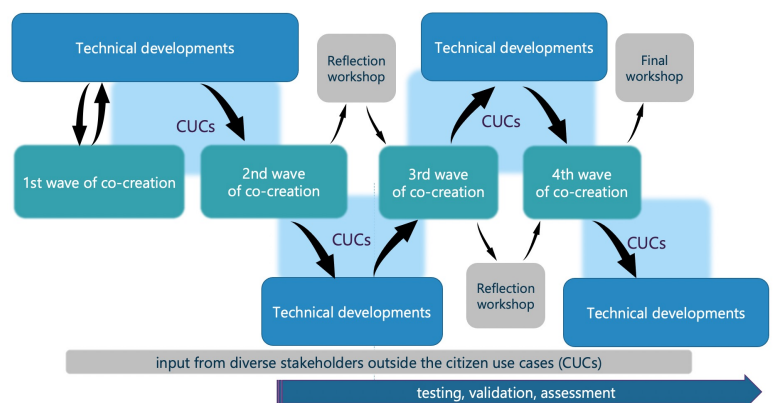 Technical developments
Reflection
workshop
Technical developments
Final
workshop
CUCs
CUCs
1st wave of co-creation
2nd wave
of co-creation
3rd wave
of co-creation
4th wave
of co-creation
CUCs
CUCs
Reflection
workshop
Technical developments
Technical developments
input from diverse stakeholders outside the citizen use cases (CUCs)
testing, validation, assessment